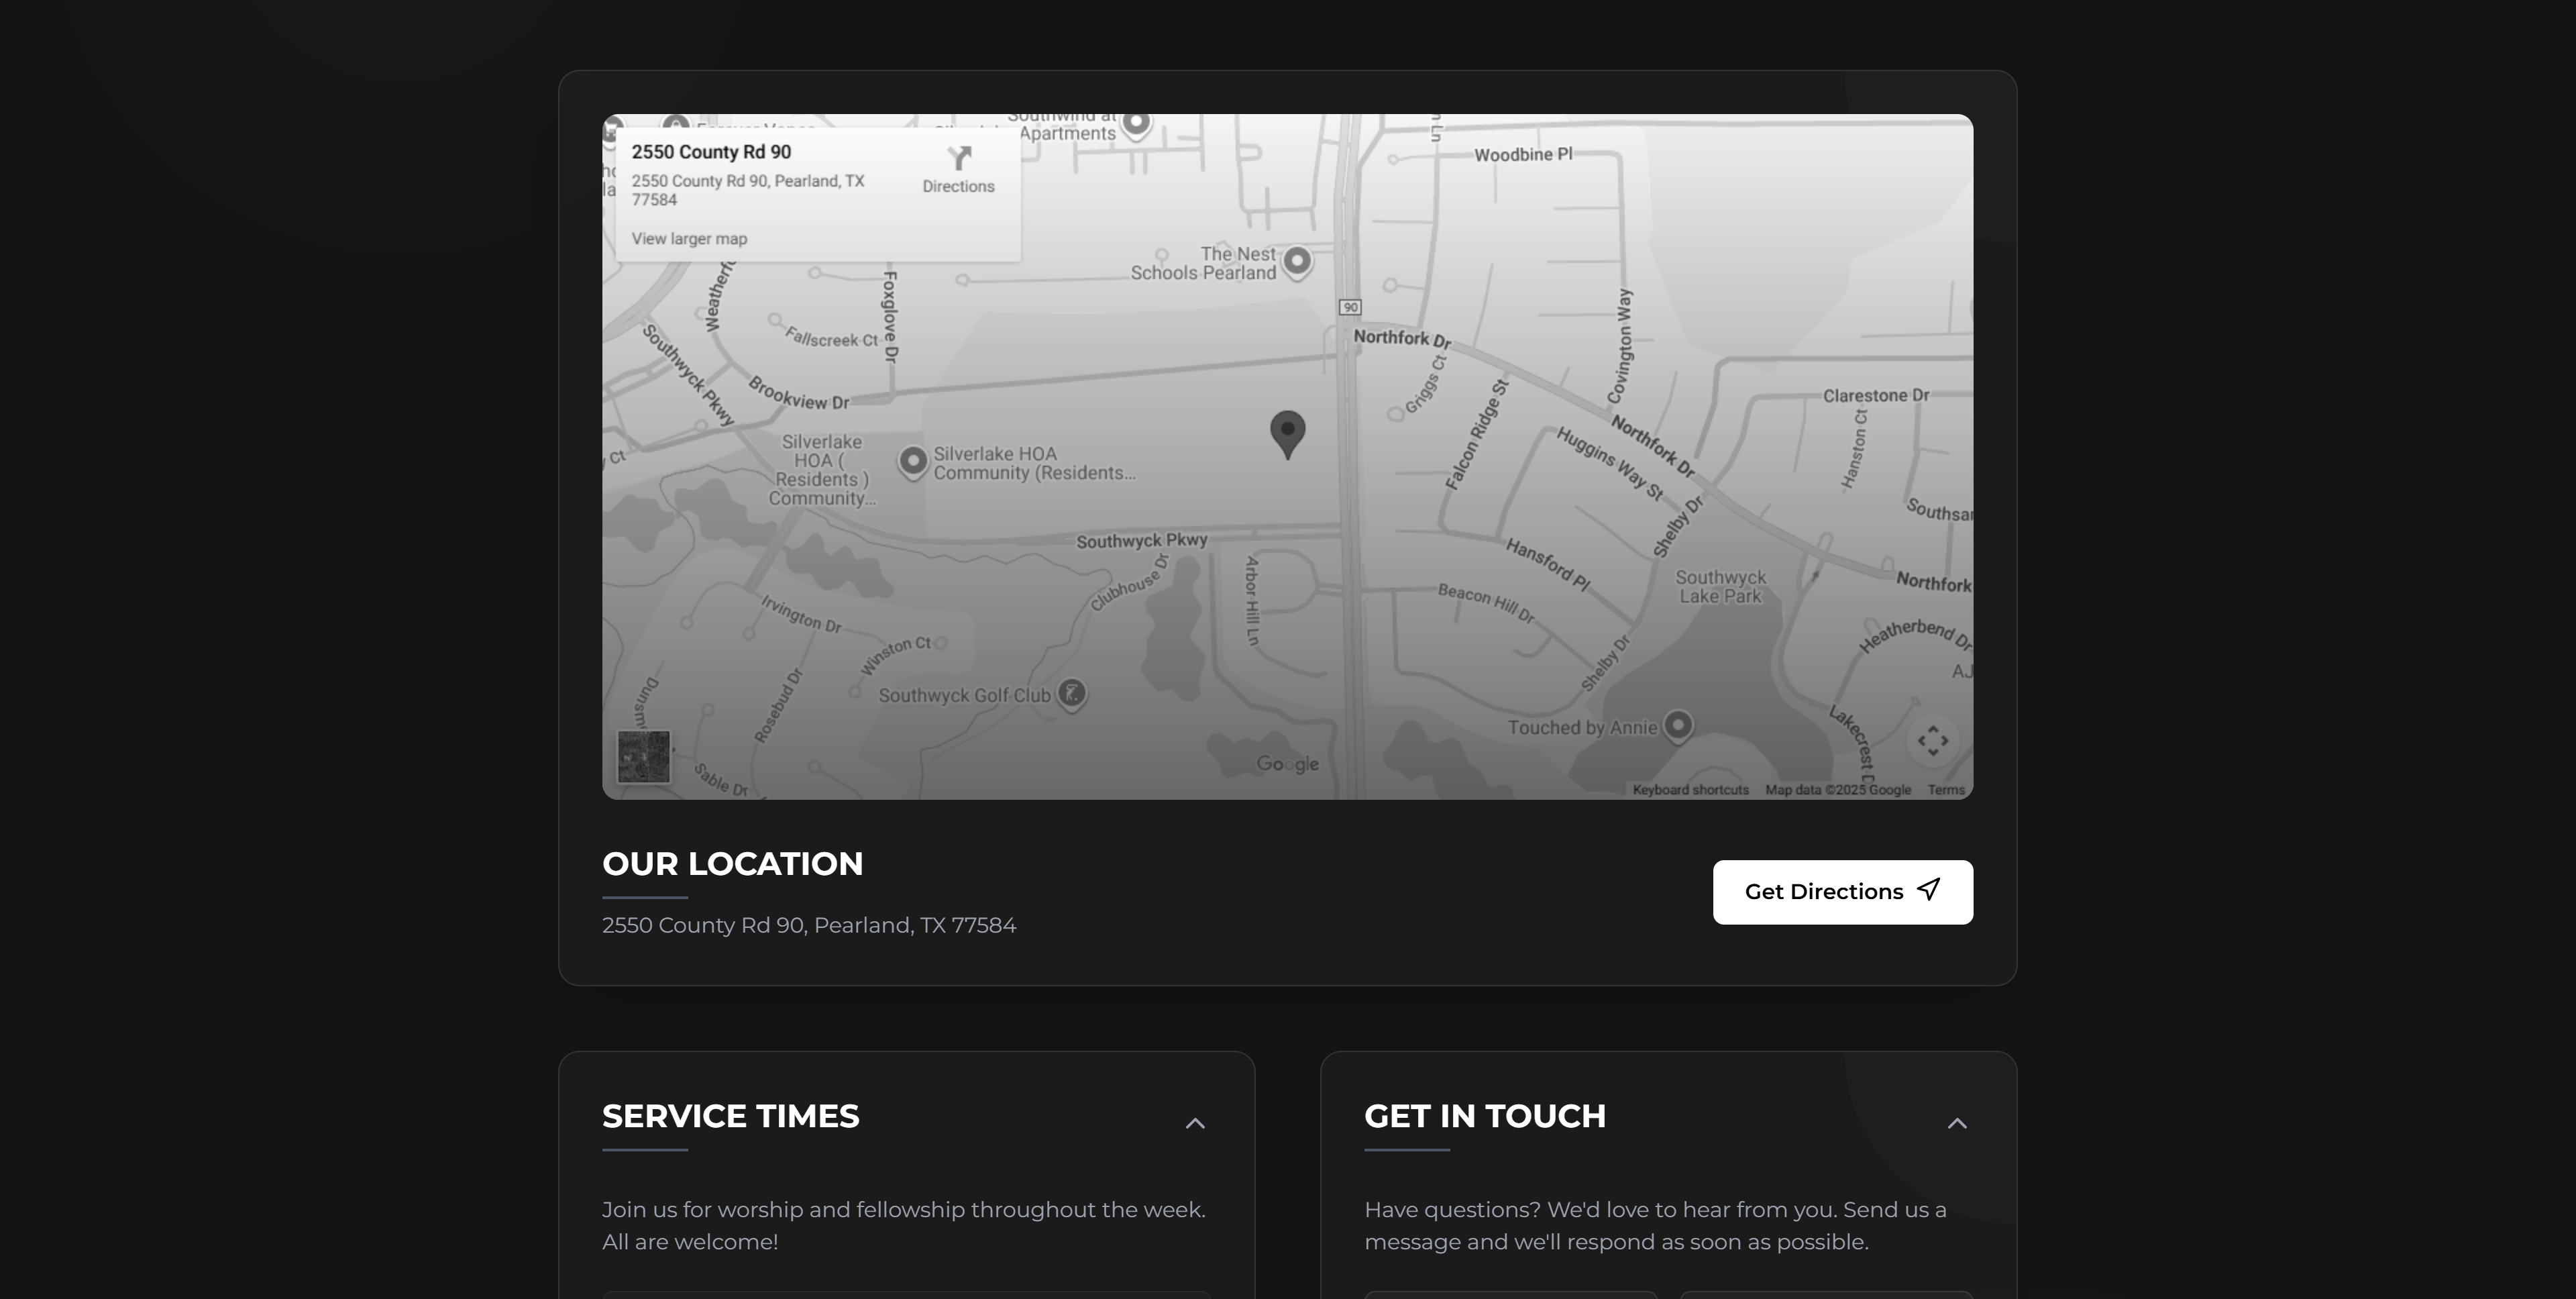 Southwind at
Apartments
2550 County Rd 90
2550 County Rd 90, Pearland, TX
77584
Directions
View larger map
Woodbine Pl
The Nest
Schools Pearland
90
Northfork Dr
Foxglove Dr
Fallscreek Ct
Southwyck Pkwy
Brookview Dr
Griggs Ct
Covington Way
Falcon Ridge St
Clarestone Dr
Hanston Ct
Northfork Dr
Huggins Way St
Silverlake
HOA (
Residents )
Community...
Silverlake HOA
Community (Residents...
Ct
Shelby Dr
Southwyck Pkwy
Clubhouse Dr
Arbor Hill Ln
Hansford Pl
Beacon Hill Dr
Southwyck
Lake Park
Northfork
Irvington Dr
Winston Ct
Rosebud Dr
Shelby Dr
Heatherbend Dr
AJ
Southwyck Golf Club
Touched by Annie
Sable Dr
Google
Keyboard shortcuts Map data ©2025 Google Terms
OUR LOCATION
2550 County Rd 90, Pearland, TX 77584
Get Directions
SERVICE TIMES
Join us for worship and fellowship throughout the week.
All are welcome!
GET IN TOUCH
Have questions? We'd love to hear from you. Send us a
message and we'll respond as soon as possible.